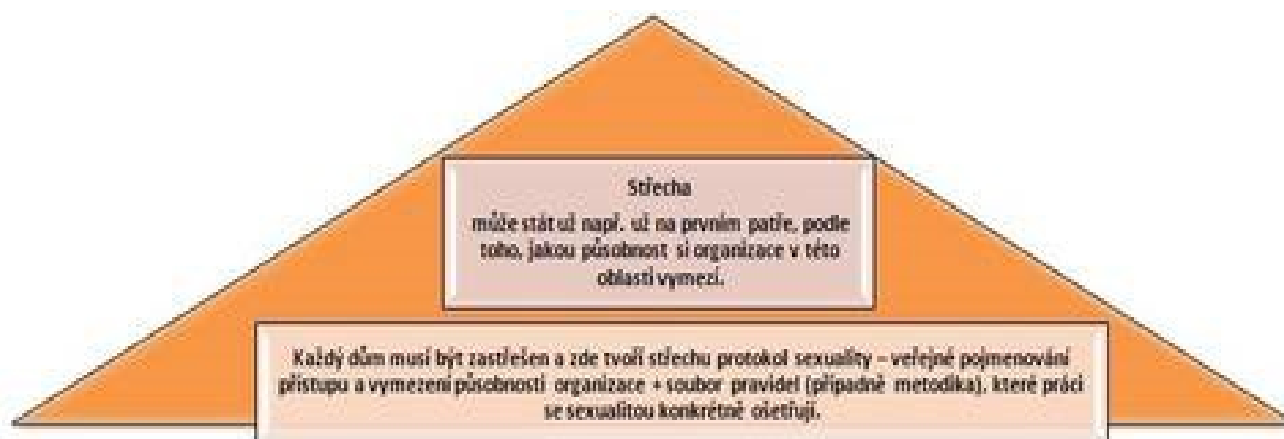 Střecha
může stát už např. už na prvním patře, podle
toho, jakou působnost si organizace v této
oblasti vymezí.
Každý dům musí být zastřešen a zde tvoří střechu protokol sexuality – veřejné pojmenování
přístupu a vymezení působnosti organizace + soubor pravidel (případně metodika), které práci
se sexualitou konkrétně ošetřují.